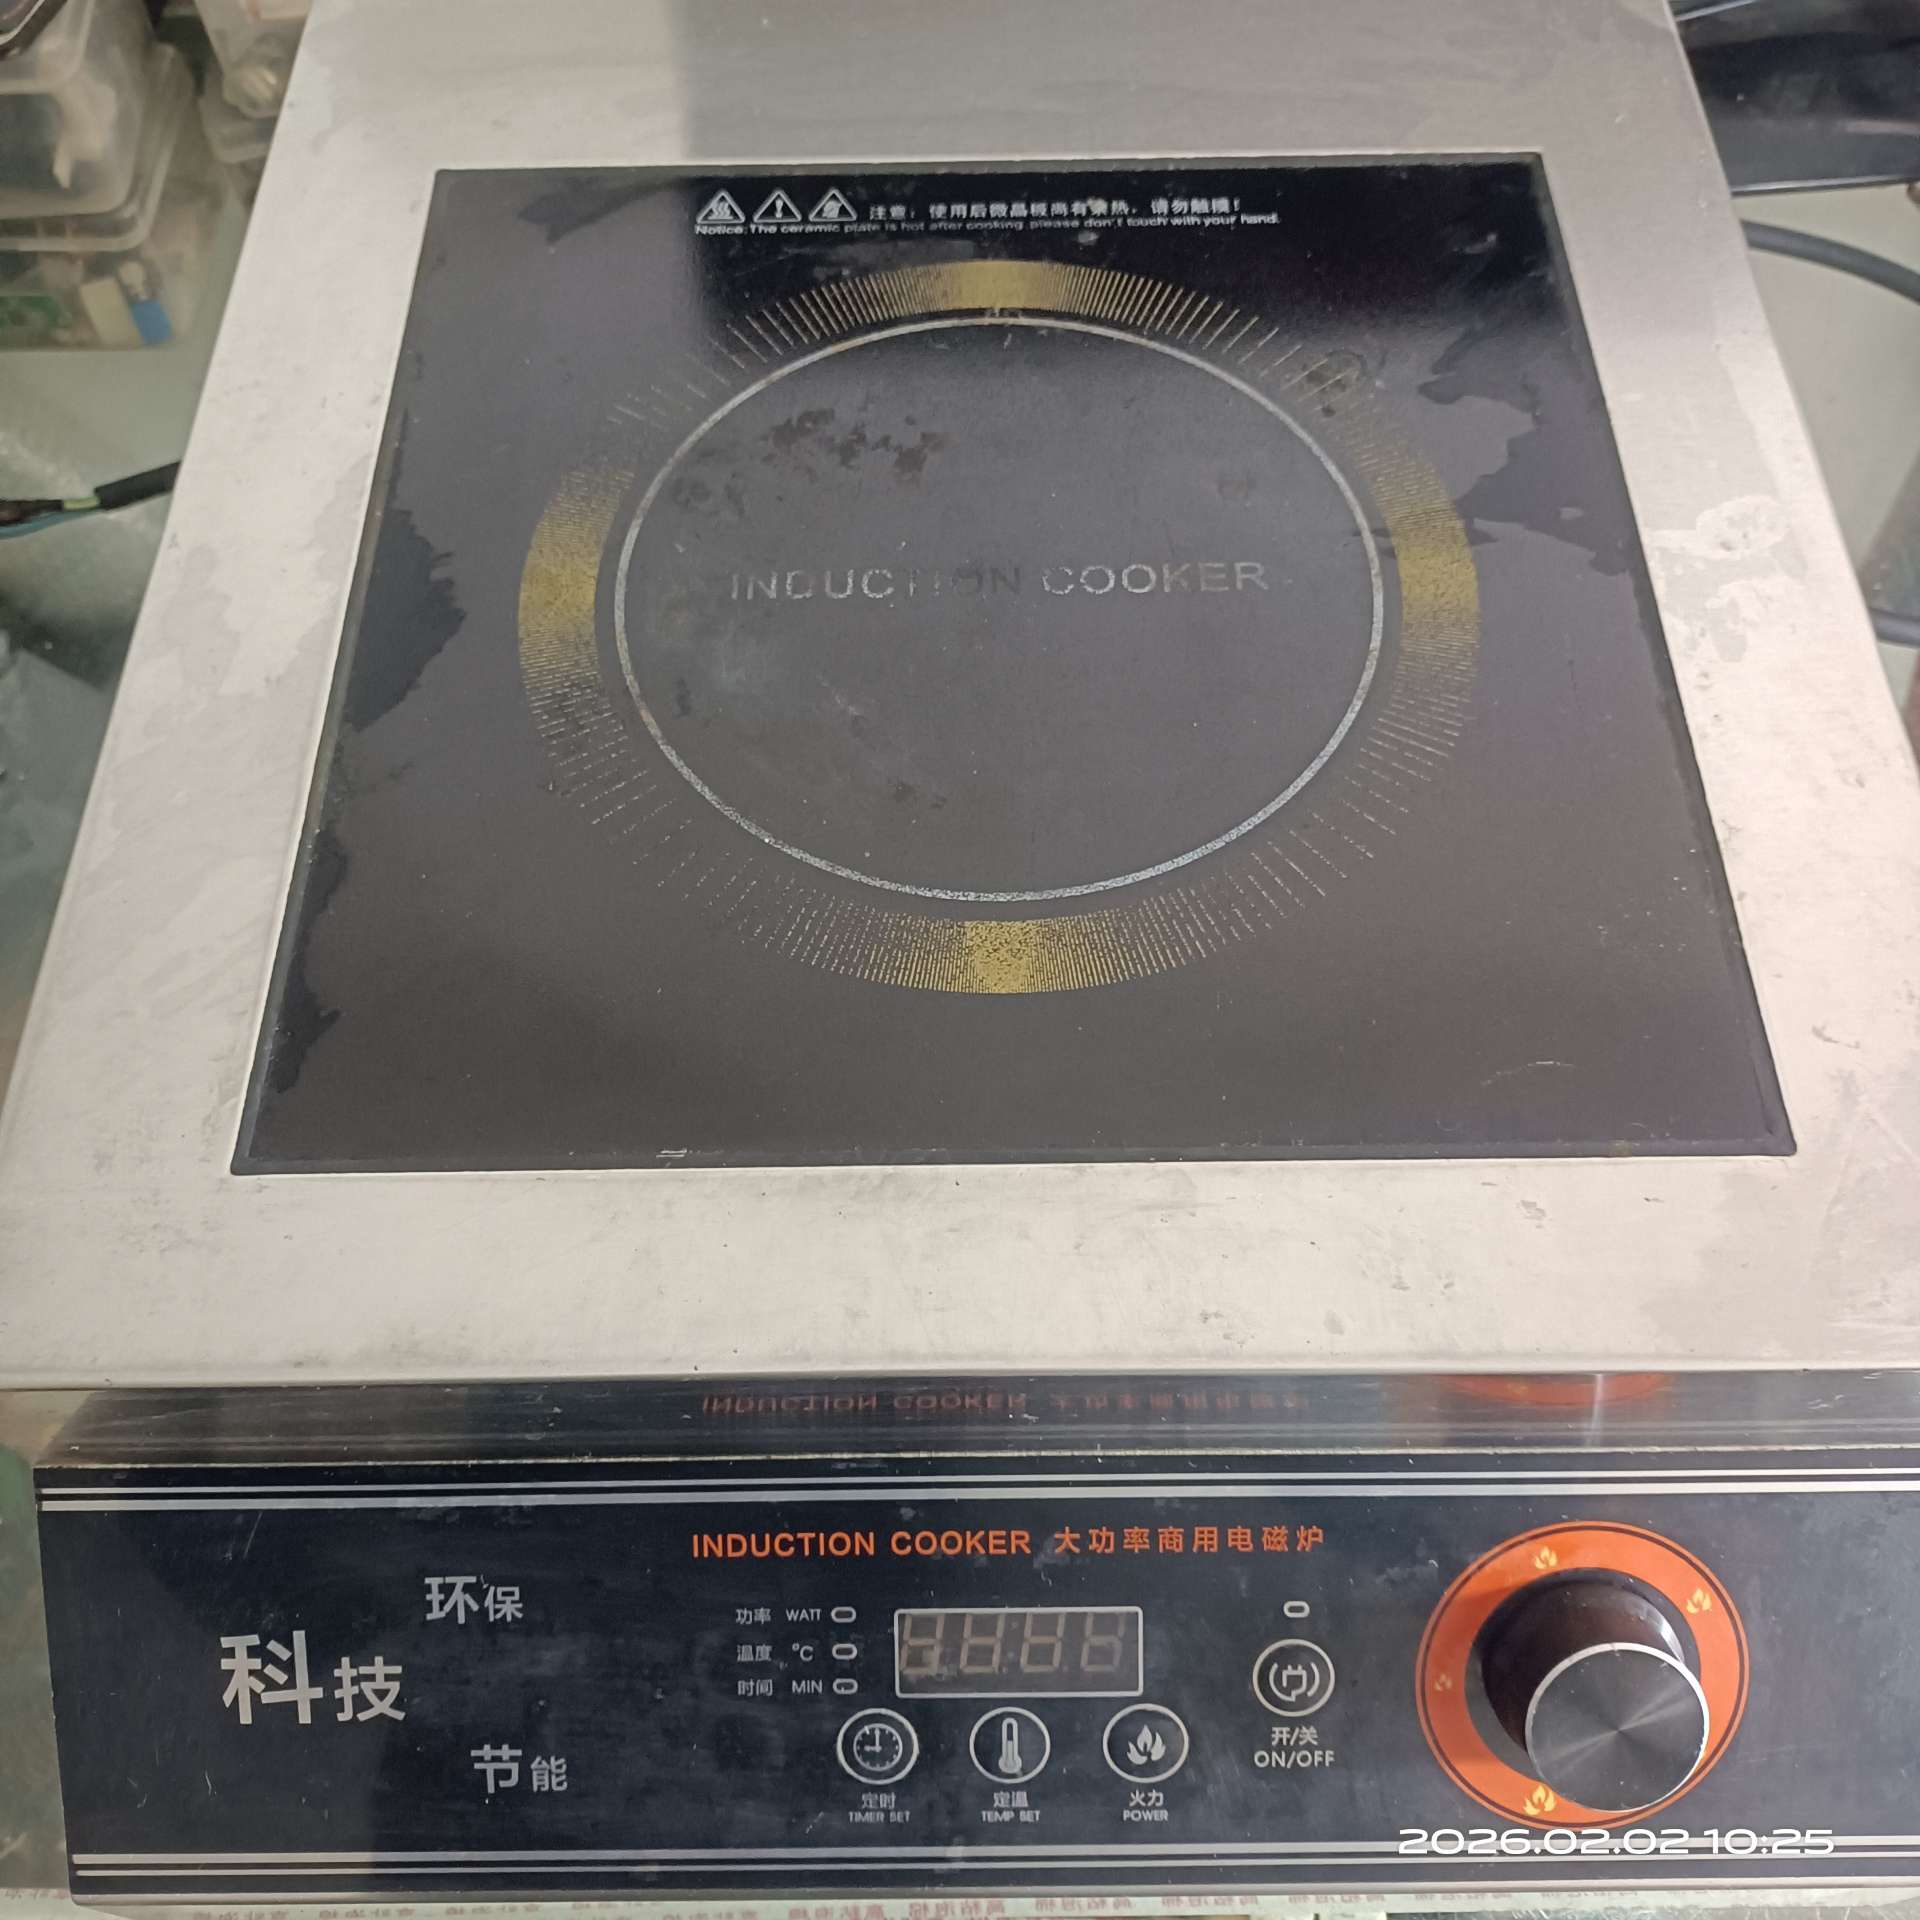 注意：使用后微晶板尚有余热，请勿触摸！
Notice:The ceramic plate is hot after cooking,please don't touch with your hand.
INDUCTION COOKER
INDUCTION COOKER 大功率商用电磁炉
环保
科技
节能
功率 WATT
温度 °C
时间 MIN
定时
TIMER SET
定温
TEMP SET
火力
POWER
开/关
ON/OFF
2026.02.02 10:25